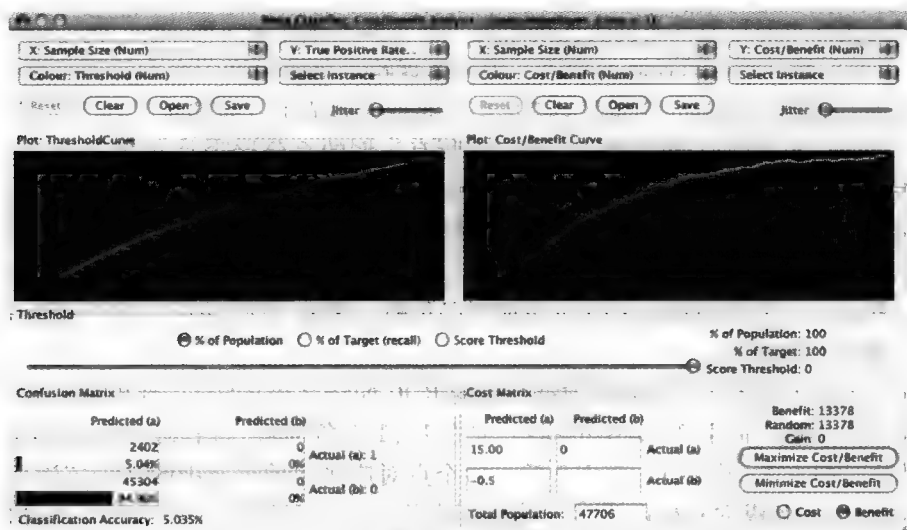 X: Sample Size (Num)
Y: True Positive Rate..
X: Sample Size (Num)
Y: Cost/Benefit (Num)
Colour: Threshold (Num)
Select Instance
Colour: Cost/Benefit (Num)
Select Instance
Reset
Clear
Open
Save
Jitter
Reset
Clear
Open
Save
Jitter
Plot: ThresholdCurve
Plot: Cost/Benefit Curve
Threshold
% of Population
% of Target (recall)
Score Threshold
% of Population: 100
% of Target: 100
Score Threshold: 0
Confusion Matrix
Predicted (a)
Predicted (b)
2402
0
Actual (a): 1
5.04%
0%
45304
0
Actual (b): 0
0%
Classification Accuracy: 5.035%
Cost Matrix
Predicted (a)
Predicted (b)
15.00
0
Actual (a)
-0.5
Actual (b)
Total Population: 47706
Benefit: 13378
Random: 13378
Gain: 0
Maximize Cost/Benefit
Minimize Cost/Benefit
Cost
Benefit